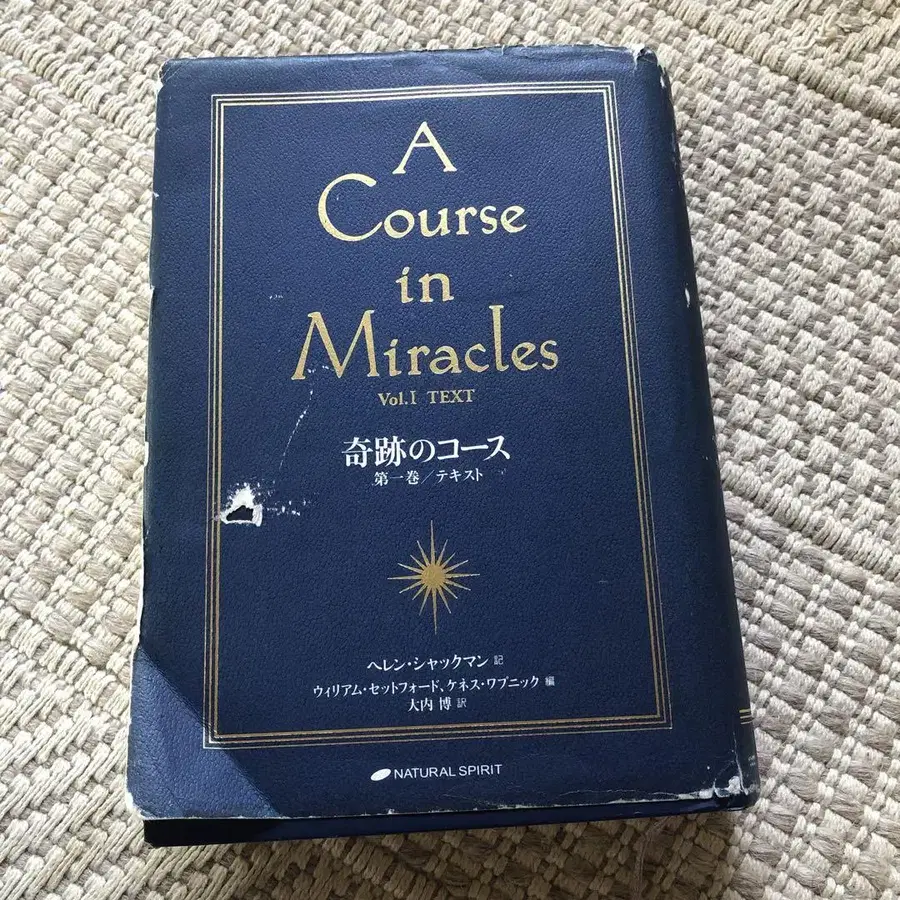 A
Course
in
Miracles
Vol.I TEXT
奇跡のコース
第一巻／テキスト
ヘレン・シャックマン 記
ウィリアム・セットフォード、ケネス・ワプニック 編
大内 博 訳
NATURAL SPIRIT